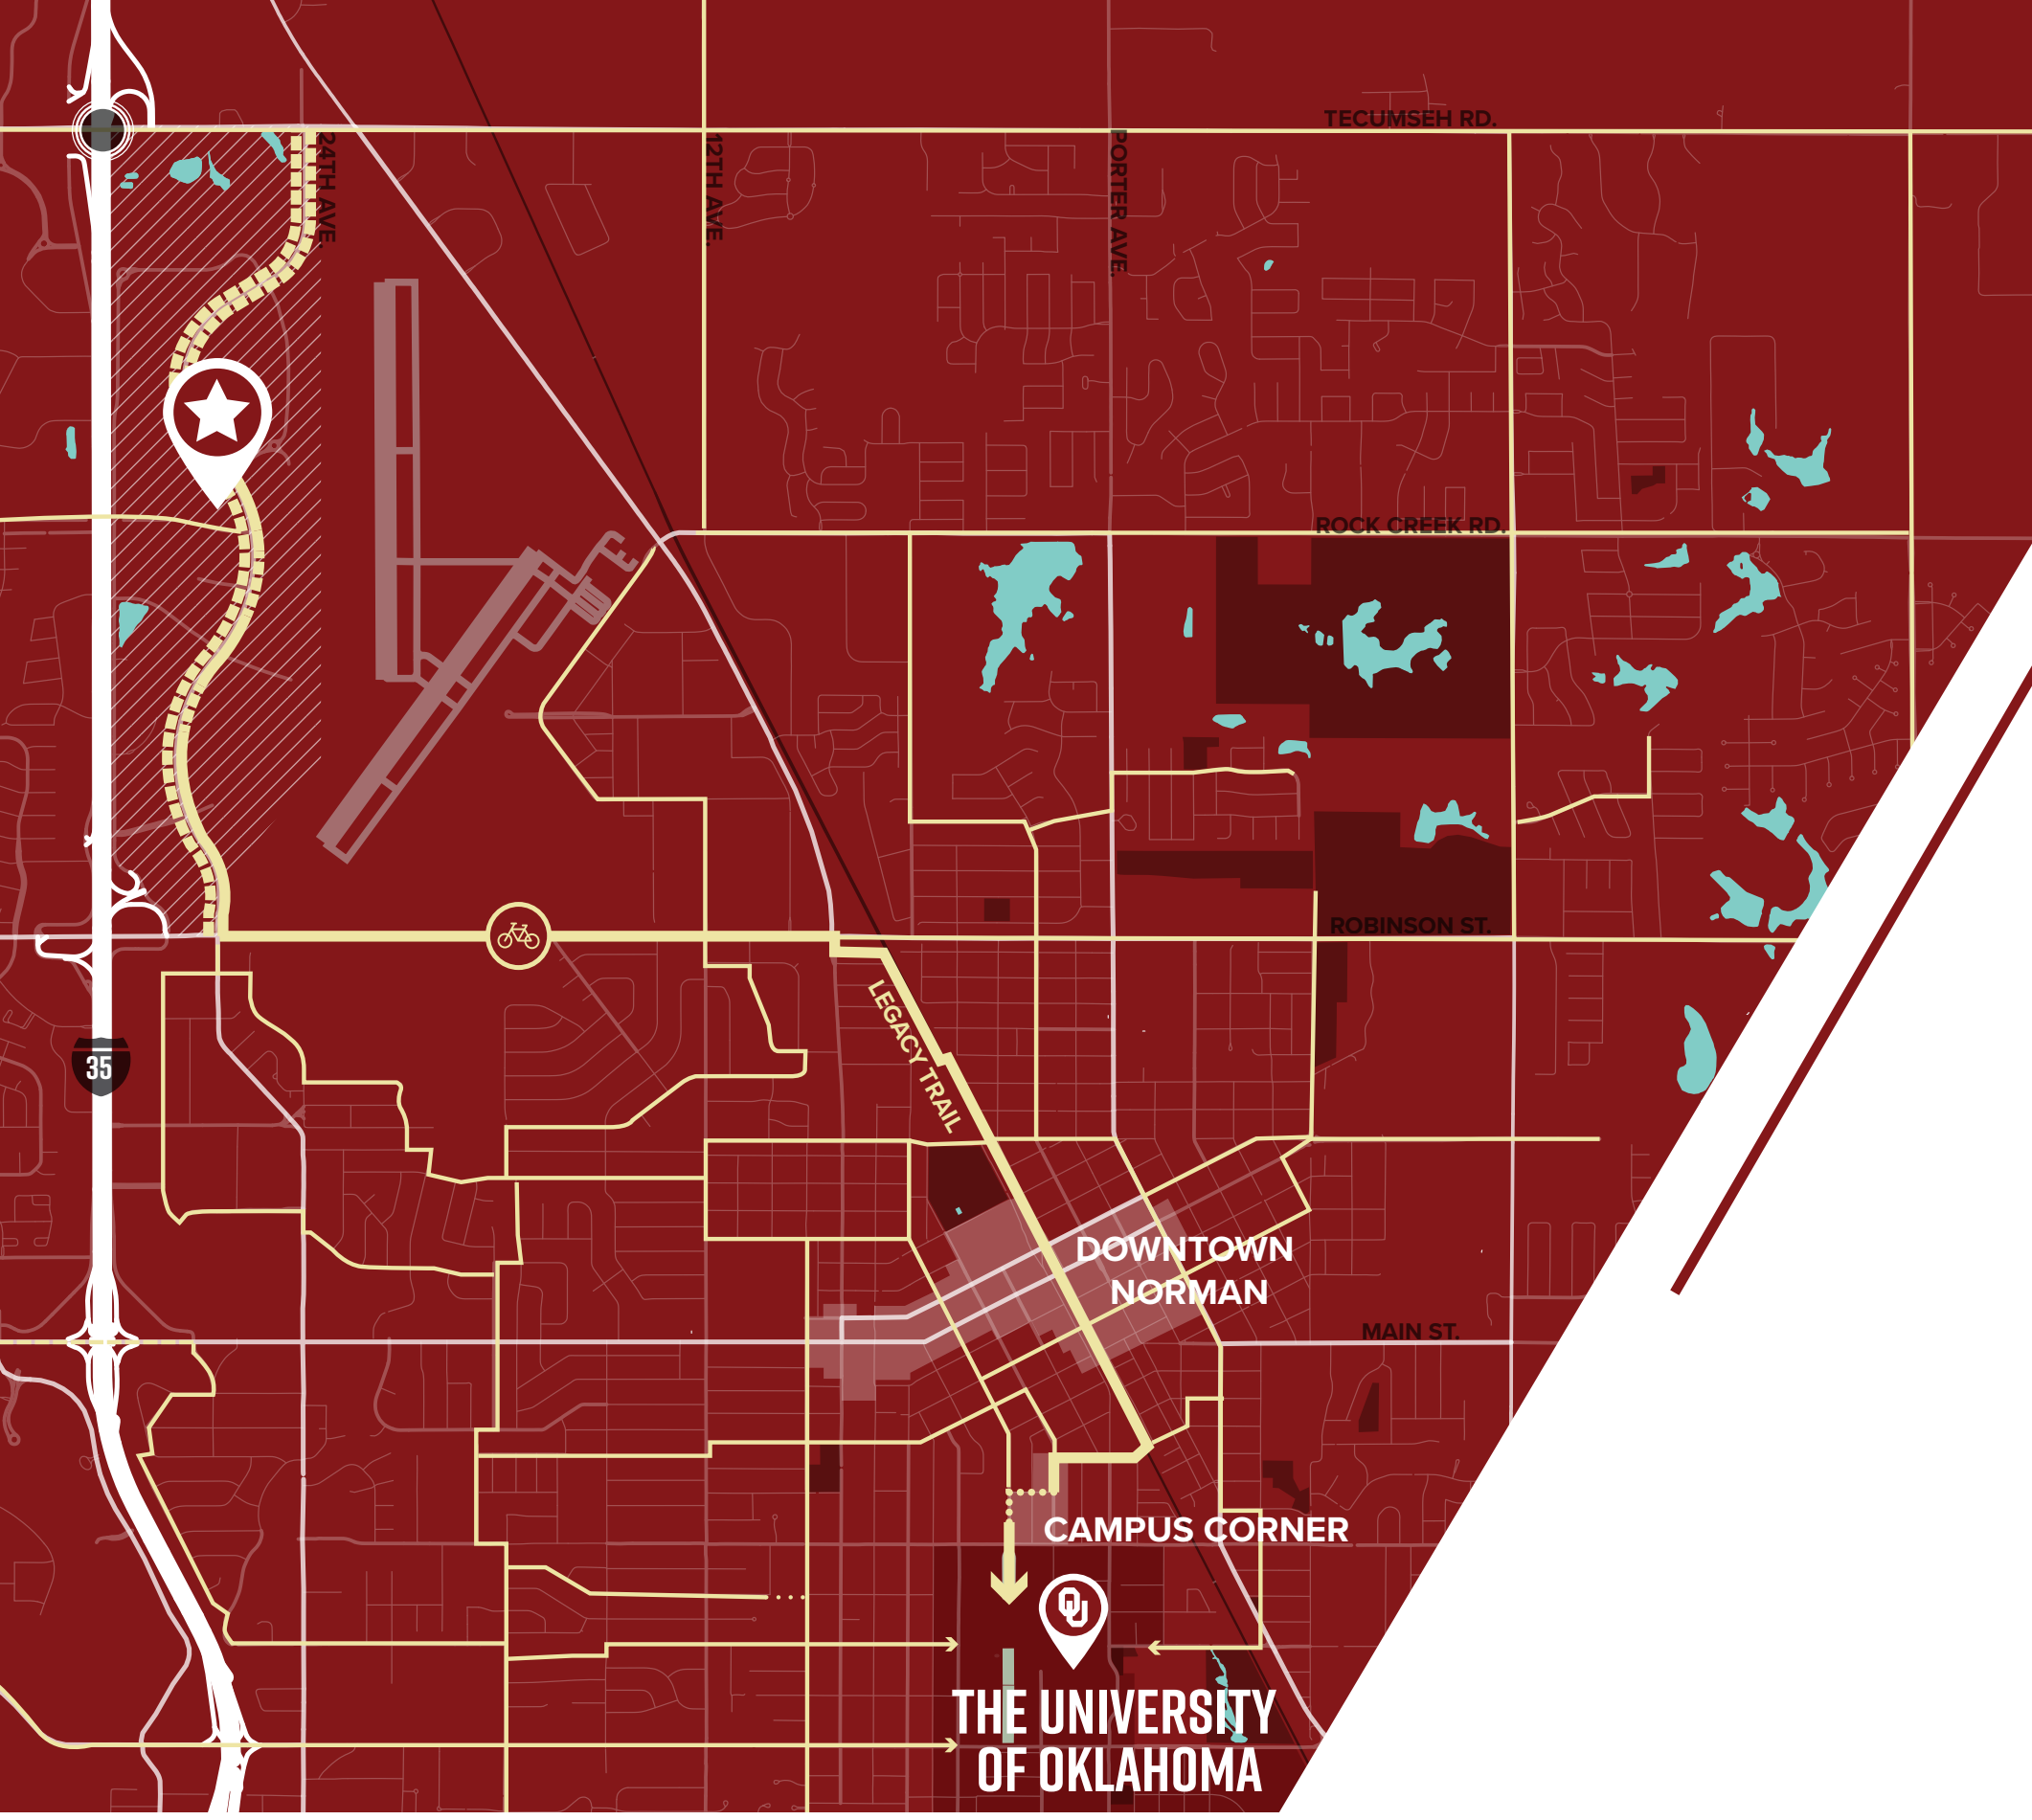 TECUMSEH RD.
24TH AVE.
12TH AVE.
PORTER AVE.
ROCK CREEK RD.
ROBINSON ST.
LEGACY TRAIL
35
DOWNTOWN
NORMAN
MAIN ST.
CAMPUS CORNER
OU
THE UNIVERSITY
OF OKLAHOMA